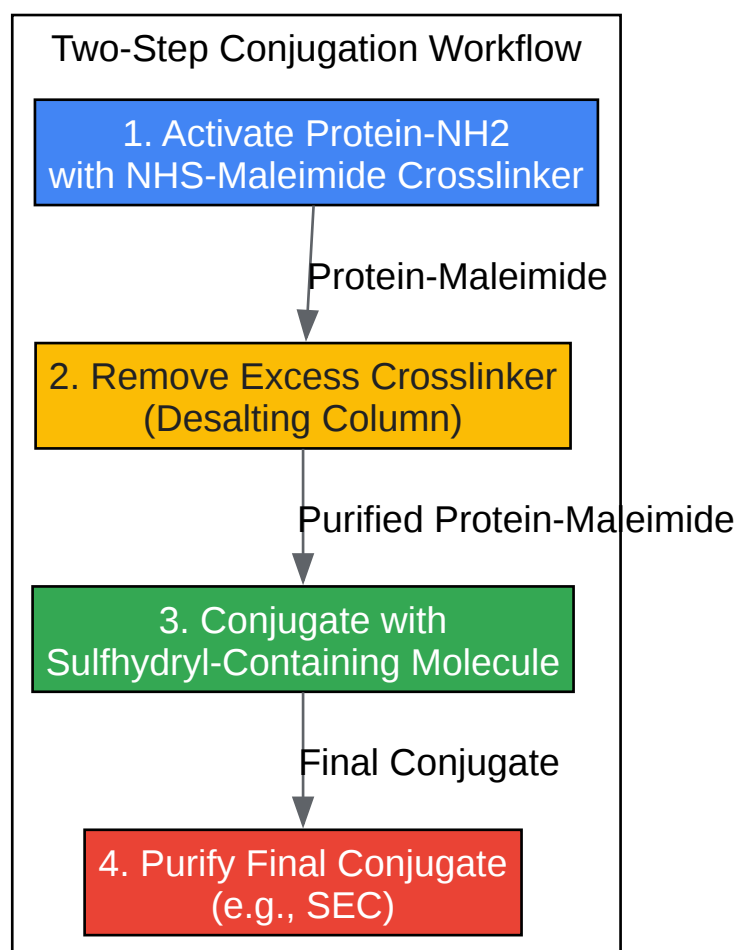 Two-Step Conjugation Workflow
1. Activate Protein-NH2
with NHS-Maleimide Crosslinker
Protein-Maleimide
2. Remove Excess Crosslinker
(Desalting Column)
Purified Protein-Maleimide
3. Conjugate with
Sulfhydryl-Containing Molecule
Final Conjugate
4. Purify Final Conjugate
(e.g., SEC)